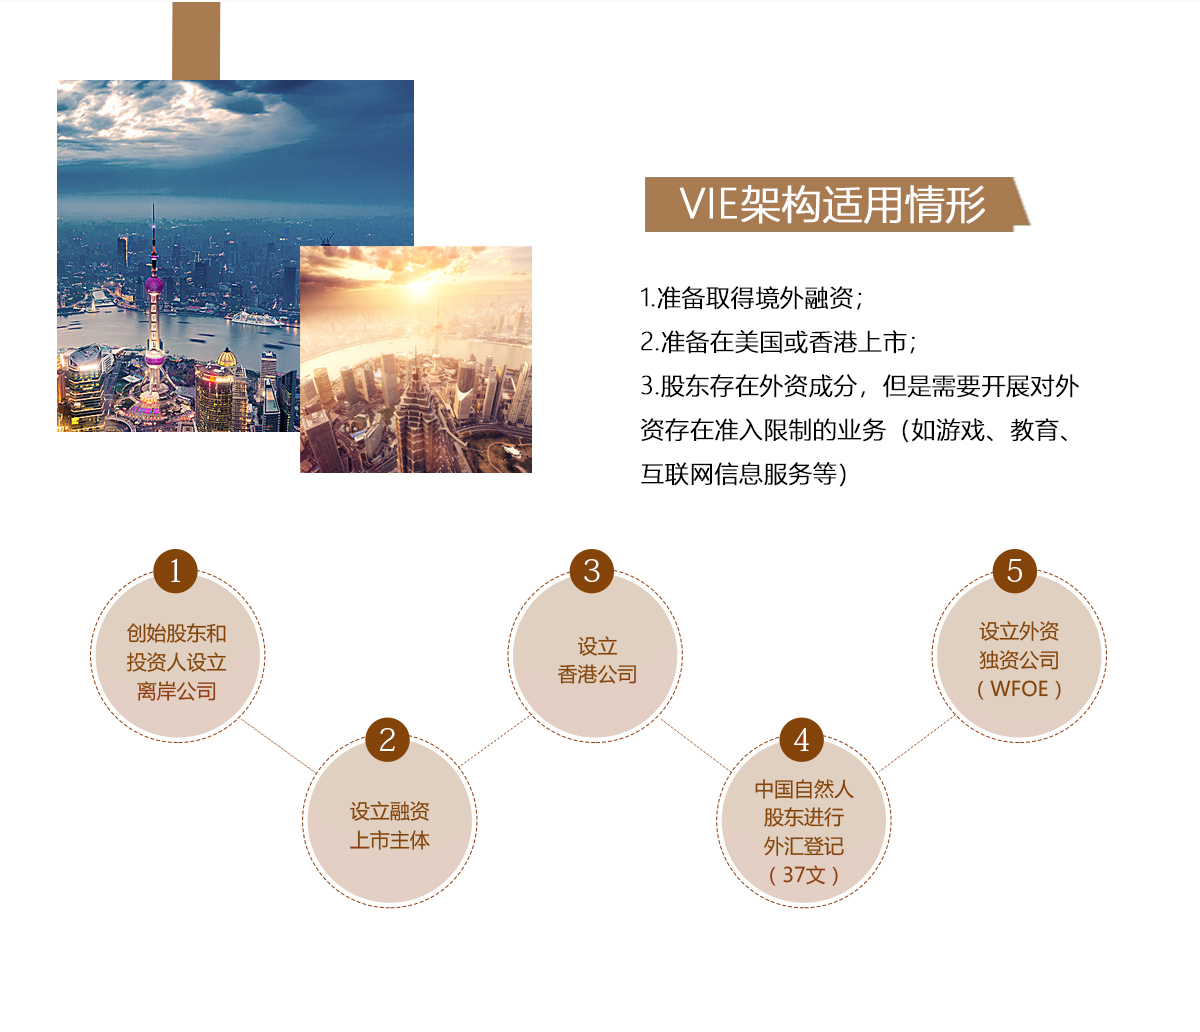 VIE架构适用情形
1.准备取得境外融资；
2.准备在美国或香港上市；
3.股东存在外资成分，但是需要开展对外
资存在准入限制的业务（如游戏、教育、
互联网信息服务等）
1
创始股东和
投资人设立
离岸公司
2
设立融资
上市主体
3
设立
香港公司
4
中国自然人
股东进行
外汇登记
（37文）
5
设立外资
独资公司
（WFOE）